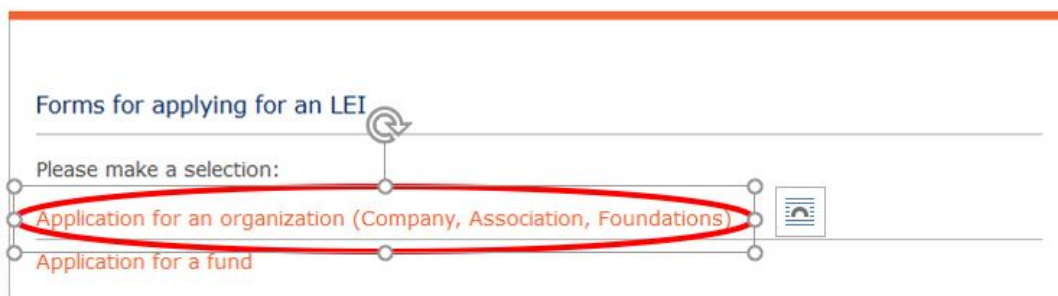 Forms for applying for an LEI
Please make a selection:
Application for an organization (Company, Association, Foundations)
Application for a fund